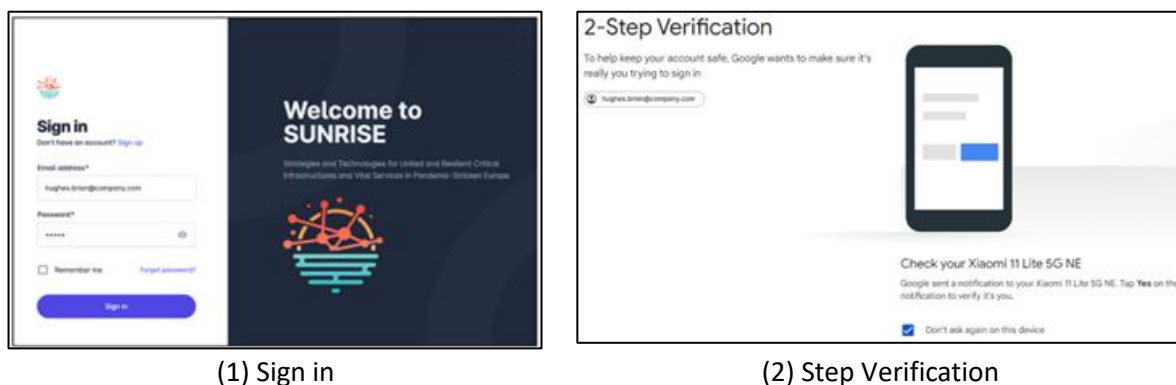 Sign in
Don't have an account? Sign up
Email address*
hughes.brien@company.com
Password*
*****
Remember me
Forgot password?
Sign in
Welcome to
SUNRISE
Strategies and Technologies for United and Resilient Critical
Infrastructures and Vital Services in Pandemic-Stricken Europe
(1) Sign in
2-Step Verification
To help keep your account safe, Google wants to make sure it's
really you trying to sign in
hughes.brien@company.com
Check your Xiaomi 11 Lite 5G NE
Google sent a notification to your Xiaomi 11 Lite 5G NE. Tap Yes on the
notification to verify it's you.
Don't ask again on this device
(2) Step Verification